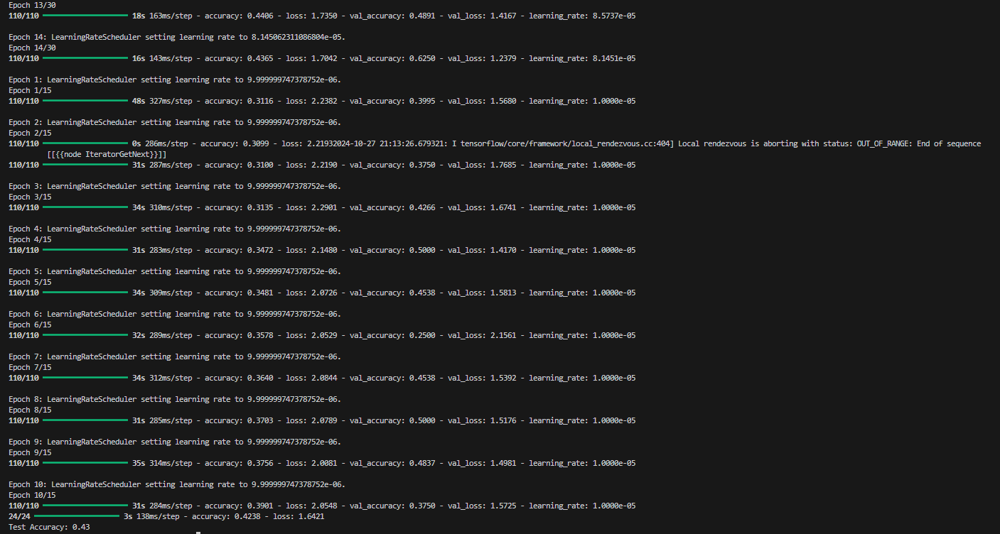 Epoch 13/30
110/110 18s 163ms/step - accuracy: 0.4406 - loss: 1.7350 - val_accuracy: 0.4891 - val_loss: 1.4167 - learning_rate: 8.5737e-05
Epoch 14: LearningRateScheduler setting learning rate to 8.145062311086804e-05.
Epoch 14/30
110/110 16s 143ms/step - accuracy: 0.4365 - loss: 1.7042 - val_accuracy: 0.6250 - val_loss: 1.2379 - learning_rate: 8.1451e-05
Epoch 1: LearningRateScheduler setting learning rate to 9.999999747378752e-06.
Epoch 1/15
110/110 48s 327ms/step - accuracy: 0.3116 - loss: 2.2382 - val_accuracy: 0.3995 - val_loss: 1.5680 - learning_rate: 1.0000e-05
Epoch 2: LearningRateScheduler setting learning rate to 9.999999747378752e-06.
Epoch 2/15
110/110 0s 286ms/step - accuracy: 0.3099 - loss: 2.21932024-10-27 21:13:26.679321: I tensorflow/core/framework/local_rendezvous.cc:404] Local rendezvous is aborting with status: OUT_OF_RANGE: End of sequence
[[{{node IteratorGetNext}}]]
110/110 31s 287ms/step - accuracy: 0.3100 - loss: 2.2190 - val_accuracy: 0.3750 - val_loss: 1.7685 - learning_rate: 1.0000e-05
Epoch 3: LearningRateScheduler setting learning rate to 9.999999747378752e-06.
Epoch 3/15
110/110 34s 310ms/step - accuracy: 0.3135 - loss: 2.2901 - val_accuracy: 0.4266 - val_loss: 1.6741 - learning_rate: 1.0000e-05
Epoch 4: LearningRateScheduler setting learning rate to 9.999999747378752e-06.
Epoch 4/15
110/110 31s 283ms/step - accuracy: 0.3472 - loss: 2.1480 - val_accuracy: 0.5000 - val_loss: 1.4170 - learning_rate: 1.0000e-05
Epoch 5: LearningRateScheduler setting learning rate to 9.999999747378752e-06.
Epoch 5/15
110/110 34s 309ms/step - accuracy: 0.3481 - loss: 2.0726 - val_accuracy: 0.4538 - val_loss: 1.5813 - learning_rate: 1.0000e-05
Epoch 6: LearningRateScheduler setting learning rate to 9.999999747378752e-06.
Epoch 6/15
110/110 32s 289ms/step - accuracy: 0.3578 - loss: 2.0529 - val_accuracy: 0.2500 - val_loss: 2.1561 - learning_rate: 1.0000e-05
Epoch 7: LearningRateScheduler setting learning rate to 9.999999747378752e-06.
Epoch 7/15
110/110 34s 312ms/step - accuracy: 0.3640 - loss: 2.0844 - val_accuracy: 0.4538 - val_loss: 1.5392 - learning_rate: 1.0000e-05
Epoch 8: LearningRateScheduler setting learning rate to 9.999999747378752e-06.
Epoch 8/15
110/110 31s 285ms/step - accuracy: 0.3703 - loss: 2.0789 - val_accuracy: 0.5000 - val_loss: 1.5176 - learning_rate: 1.0000e-05
Epoch 9: LearningRateScheduler setting learning rate to 9.999999747378752e-06.
Epoch 9/15
110/110 35s 314ms/step - accuracy: 0.3756 - loss: 2.0081 - val_accuracy: 0.4837 - val_loss: 1.4981 - learning_rate: 1.0000e-05
Epoch 10: LearningRateScheduler setting learning rate to 9.999999747378752e-06.
Epoch 10/15
110/110 31s 284ms/step - accuracy: 0.3901 - loss: 2.0548 - val_accuracy: 0.3750 - val_loss: 1.5725 - learning_rate: 1.0000e-05
24/24 3s 138ms/step - accuracy: 0.4238 - loss: 1.6421
Test Accuracy: 0.43